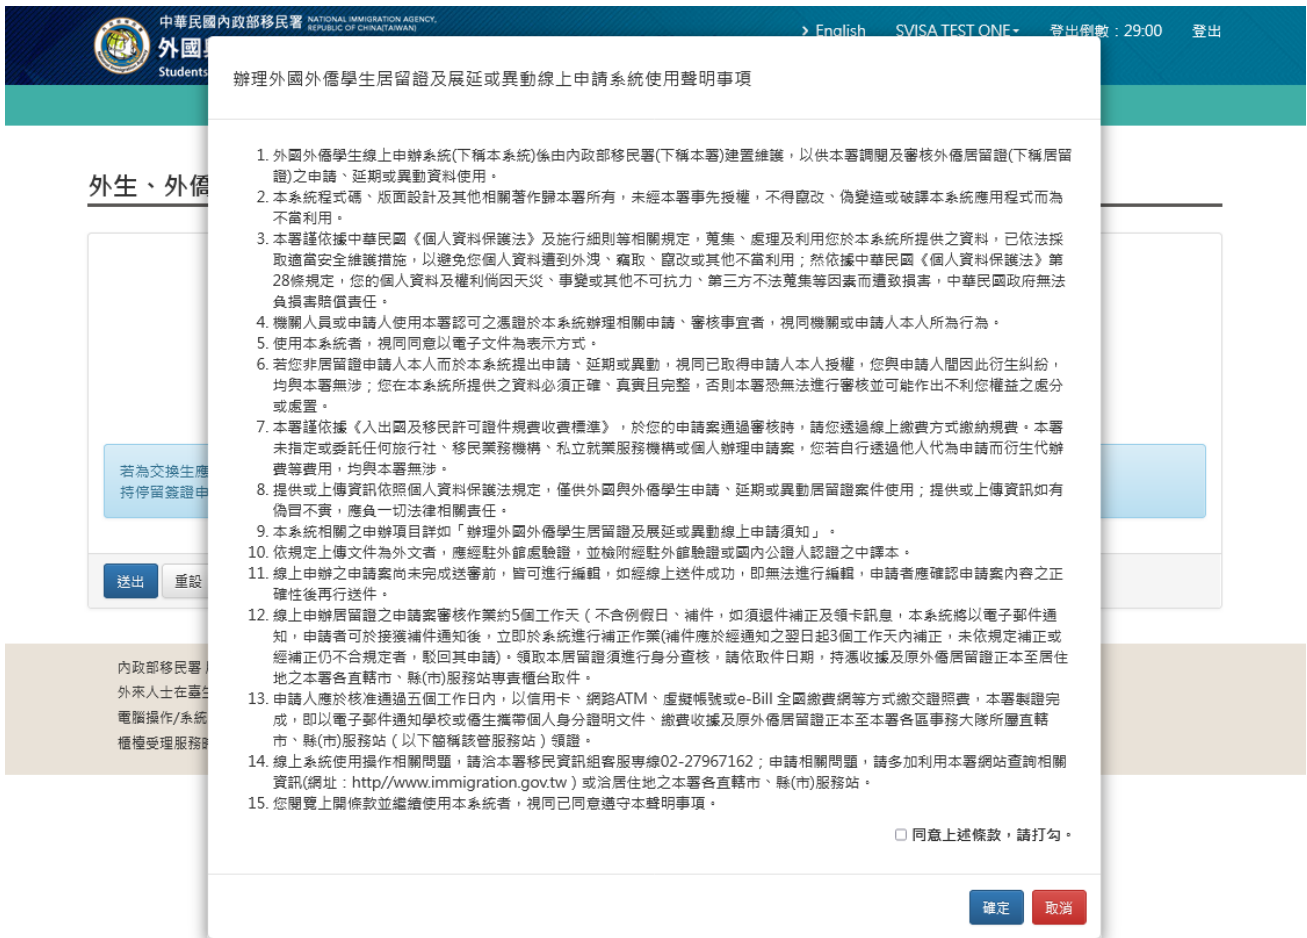 中華民國內政部移民署 NATIONAL IMMIGRATION AGENCY,
REPUBLIC OF CHINA(TAIWAN)
外國
Students
> English SVISA TEST ONE 登出倒數:29:00 登出
辦理外國外僑學生居留證及展延或異動線上申請系統使用聲明事項
外生、外僑
1. 外國外僑學生線上申辦系統(下稱本系統)係由內政部移民署(下稱本署)建置維護,以供本署調閱及審核外僑居留證(下稱居留
證)之申請、延期或異動資料使用。
2. 本系統程式碼、版面設計及其他相關著作歸本署所有,未經本署事先授權,不得竄改、偽變造或破譯本系統應用程式而為
不當利用。
3. 本署謹依據中華民國《個人資料保護法》及施行細則等相關規定,蒐集、處理及利用您於本系統所提供之資料,已依法採
取適當安全維護措施,以避免您個人資料遭到外洩、竊取、竄改或其他不當利用;然依據中華民國《個人資料保護法》第
28條規定,您的個人資料及權利倘因天災、事變或其他不可抗力、第三方不法蒐集等因素而遭致損害,中華民國政府無法
負損害賠償責任。
4. 機關人員或申請人使用本署認可之憑證於本系統辦理相關申請、審核事宜者,視同機關或申請人本人所為行為。
5. 使用本系統者,視同同意以電子文件為表示方式。
6. 若您非居留證申請人本人而於本系統提出申請、延期或異動,視同已取得申請人本人授權,您與申請人間因此衍生糾紛,
均與本署無涉;您在本系統所提供之資料必須正確、真實且完整,否則本署恐無法進行審核並可能作出不利您權益之處分
或處置。
7. 本署謹依據《入出國及移民許可證件規費收費標準》,於您的申請案通過審核時,請您透過線上繳費方式繳納規費。本署
未指定或委託任何旅行社、移民業務機構、私立就業服務機構或個人辦理申請案,您若自行透過他人代為申請而衍生代辦
費等費用,均與本署無涉。
8. 提供或上傳資訊依照個人資料保護法規定,僅供外國與外僑學生申請、延期或異動居留證案件使用;提供或上傳資訊如有
偽冒不實,應負一切法律相關責任。
9. 本系統相關之申辦項目詳如「辦理外國外僑學生居留證及展延或異動線上申請須知」。
10. 依規定上傳文件為外文者,應經駐外館處驗證,並檢附經駐外館驗證或國內公證人認證之中譯本。
11. 線上申辦之申請案尚未完成送審前,皆可進行編輯,如經線上送件成功,即無法進行編輯,申請者應確認申請案內容之正
確性後再行送件。
12. 線上申辦居留證之申請案審核作業約5個工作天(不含例假日、補件,如須退件補正及領卡訊息,本系統將以電子郵件通
知,申請者可於接獲補件通知後,立即於系統進行補正作業(補件應於經通知之翌日起3個工作天內補正,未依規定補正或
經補正仍不合規定者,駁回其申請)。領取本居留證須進行身分查核,請依取件日期,持憑收據及原外僑居留證正本至居住
地之本署各直轄市、縣(市)服務站專責櫃台取件。
13. 申請人應於核准通過五個工作日內,以信用卡、網路ATM、虛擬帳號或e-Bill 全國繳費網等方式繳交證照費,本署製證完
成,即以電子郵件通知學校或僑生攜帶個人身分證明文件、繳費收據及原外僑居留證正本至本署各區事務大隊所屬直轄
市、縣(市)服務站(以下簡稱該管服務站)領證。
14. 線上系統使用操作相關問題,請洽本署移民資訊組客服專線02-27967162;申請相關問題,請多加利用本署網站查詢相關
資訊(網址:http//www.immigration.gov.tw)或洽居住地之本署各直轄市、縣(市)服務站。
15. 您閱覽上開條款並繼續使用本系統者,視同已同意遵守本聲明事項。
同意上述條款,請打勾。
確定 取消
若為交換生應
持停留簽證申
送出 重設
內政部移民署
外來人士在臺生
電腦操作/系統
櫃檯受理服務時